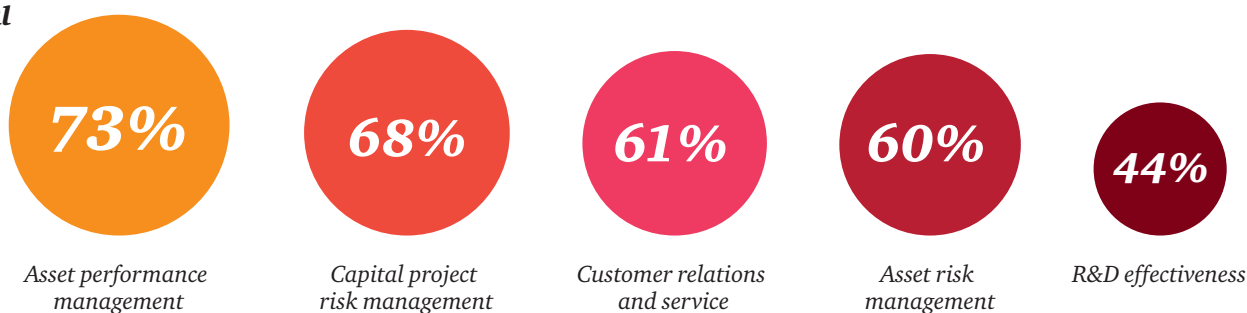 73%
68%
61%
60%
44%
Asset performance
management
Capital project
risk management
Customer relations
and service
Asset risk
management
R&D effectiveness